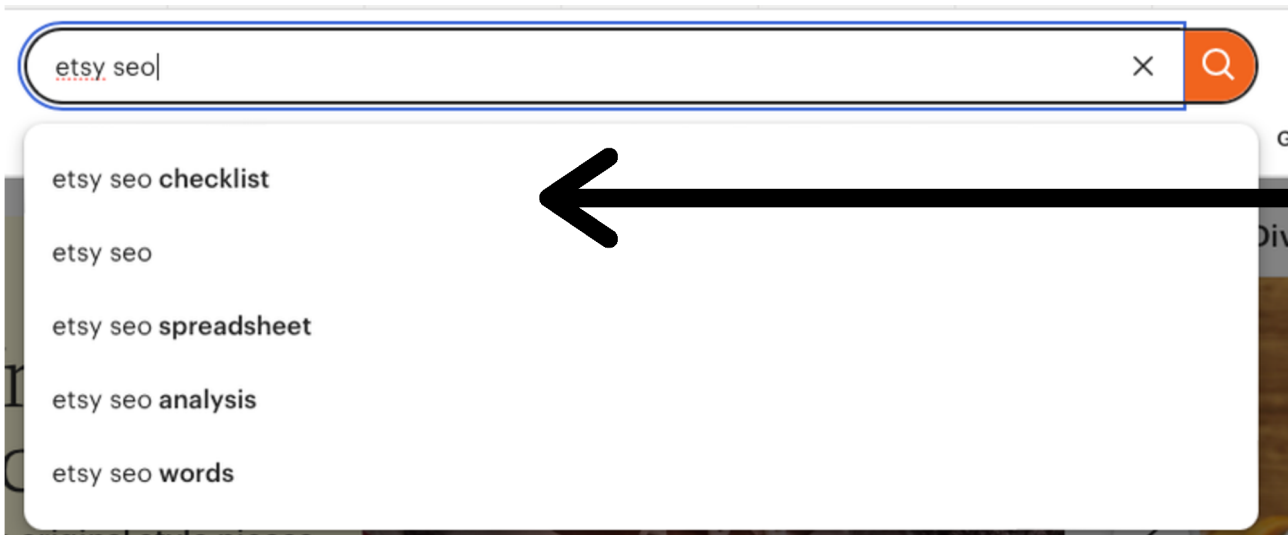 etsy seo
etsy seo checklist
etsy seo
etsy seo spreadsheet
etsy seo analysis
etsy seo words